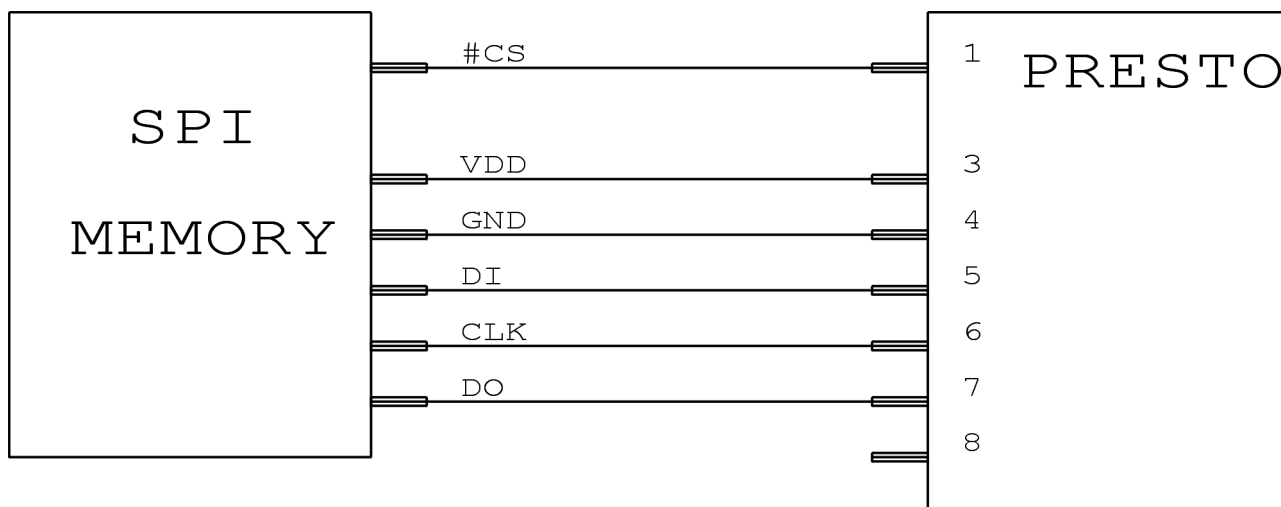 #CS 1 PRESTO
SPI
VDD 3
MEMORY GND 4
DI 5
CLK 6
DO 7
8